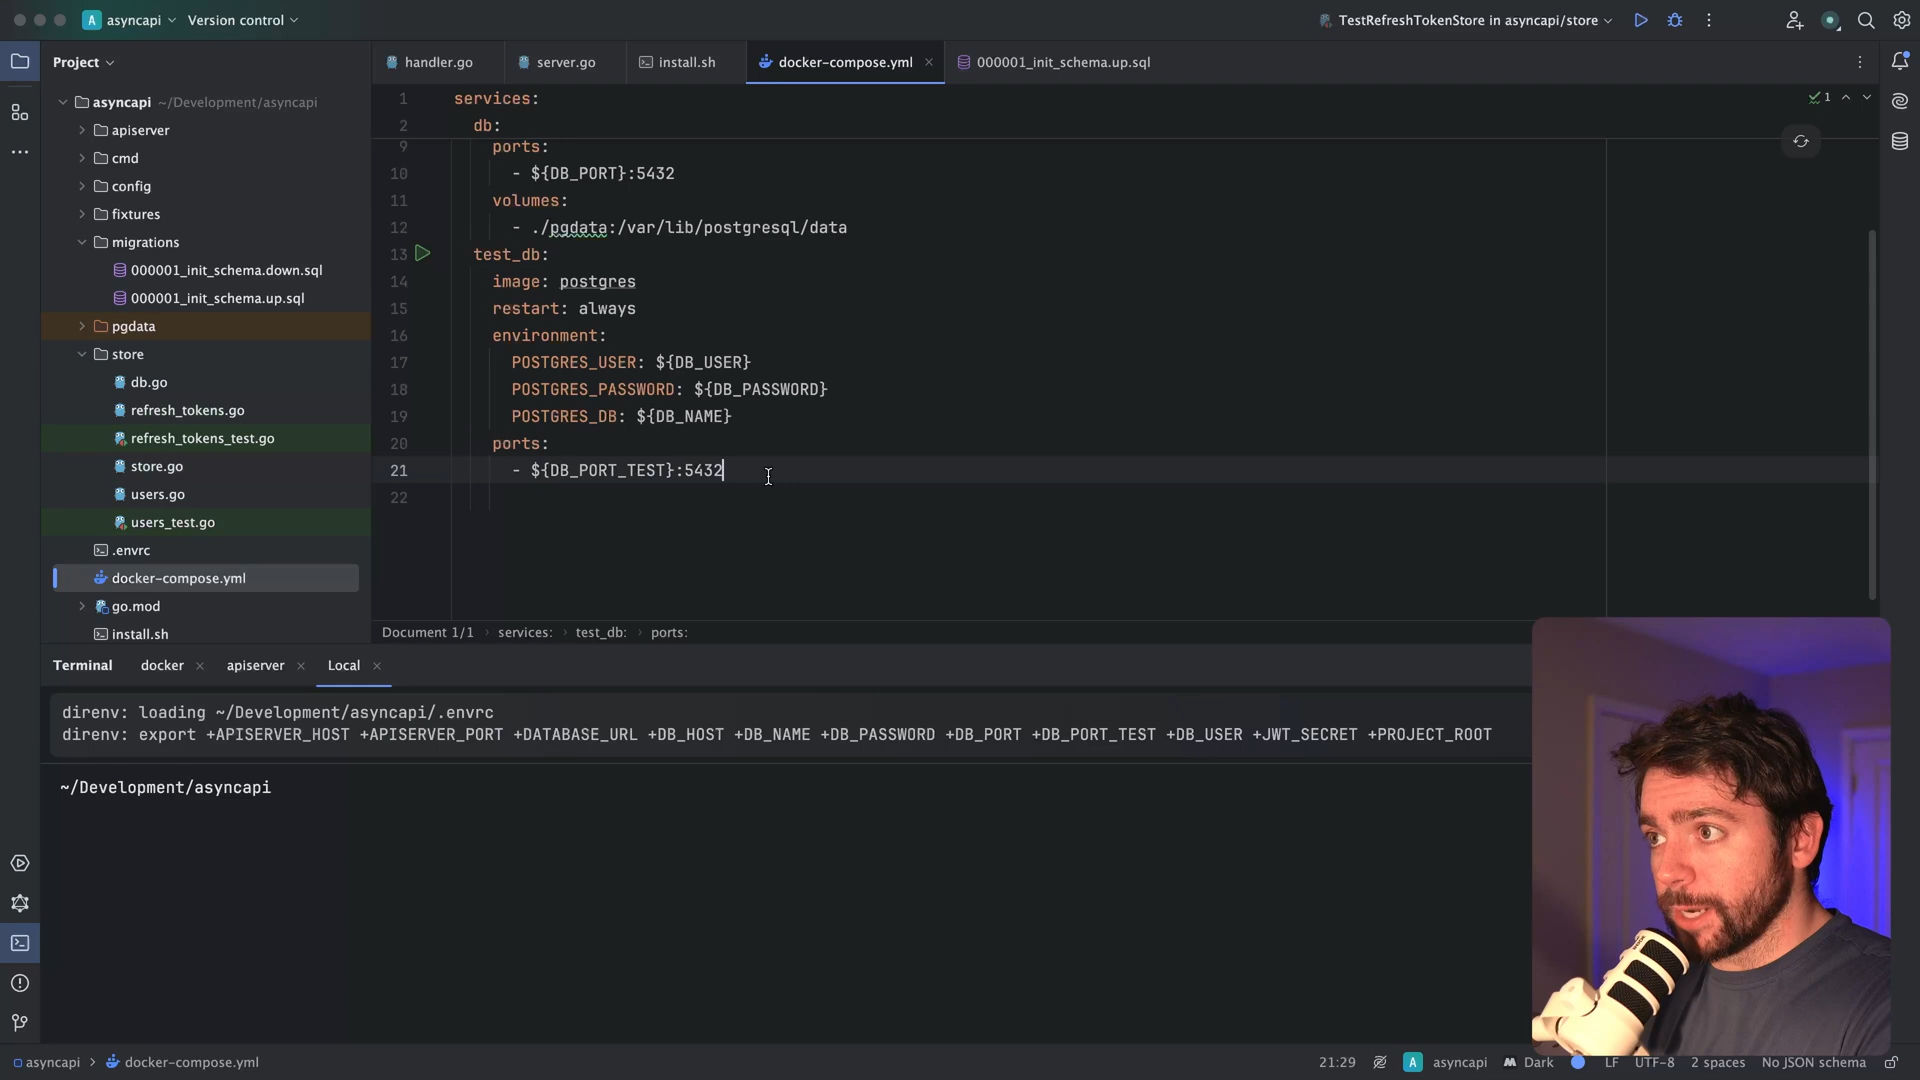 A asyncapi Version control TestRefreshTokenStore in asyncapi/store
Project handler.go server.go install.sh docker-compose.yml 000001_init_schema.up.sql
asyncapi ~/Development/asyncapi
apiserver
cmd
config
fixtures
migrations
000001_init_schema.down.sql
000001_init_schema.up.sql
pgdata
store
db.go
refresh_tokens.go
refresh_tokens_test.go
store.go
users.go
users_test.go
.envrc
docker-compose.yml
go.mod
install.sh
1 services:
2 db:
9 ports:
10 - ${DB_PORT}:5432
11 volumes:
12 - ./pgdata:/var/lib/postgresql/data
13 test_db:
14 image: postgres
15 restart: always
16 environment:
17 POSTGRES_USER: ${DB_USER}
18 POSTGRES_PASSWORD: ${DB_PASSWORD}
19 POSTGRES_DB: ${DB_NAME}
20 ports:
21 - ${DB_PORT_TEST}:5432
22
1
Document 1/1 › services: › test_db: › ports:
Terminal docker apiserver Local
direnv: loading ~/Development/asyncapi/.envrc
direnv: export +APISERVER_HOST +APISERVER_PORT +DATABASE_URL +DB_HOST +DB_NAME +DB_PASSWORD +DB_PORT +DB_PORT_TEST +DB_USER +JWT_SECRET +PROJECT_ROOT
~/Development/asyncapi
asyncapi › docker-compose.yml 21:29 A asyncapi Dark LF UTF-8 2 spaces No JSON schema